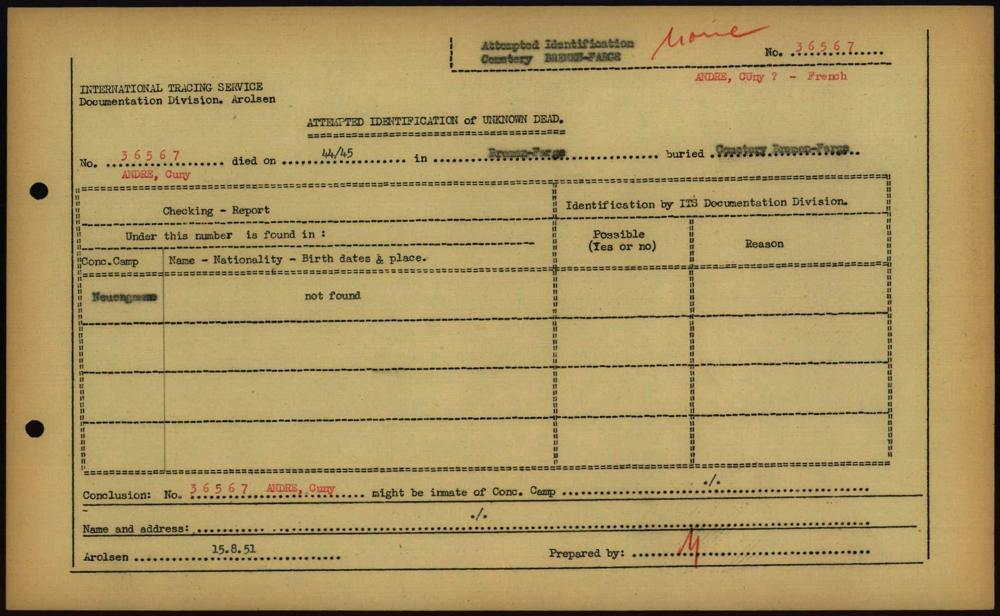 Attempted Identification
Cemetery BREMEN-FARGE
None
No. 36567
ANDRE, CUny ? - French
INTERNATIONAL TRACING SERVICE
Documentation Division. Arolsen
ATTEMPTED IDENTIFICATION of UNKNOWN DEAD.
No. 36567 died on 44/45 in Bremen-Farge buried Cemetery Bremen-Farge
ANDRE, Cuny
Checking - Report
Identification by ITS Documentation Division.
Under this number is found in :
Possible
(Yes or no)
Reason
Conc.Camp
Name - Nationality - Birth dates & place.
Neuengamme
not found
Conclusion: No. 36567 ANDRE, Cuny might be inmate of Conc. Camp ./.
Name and address: ./.
Arolsen 15.8.51
Prepared by: